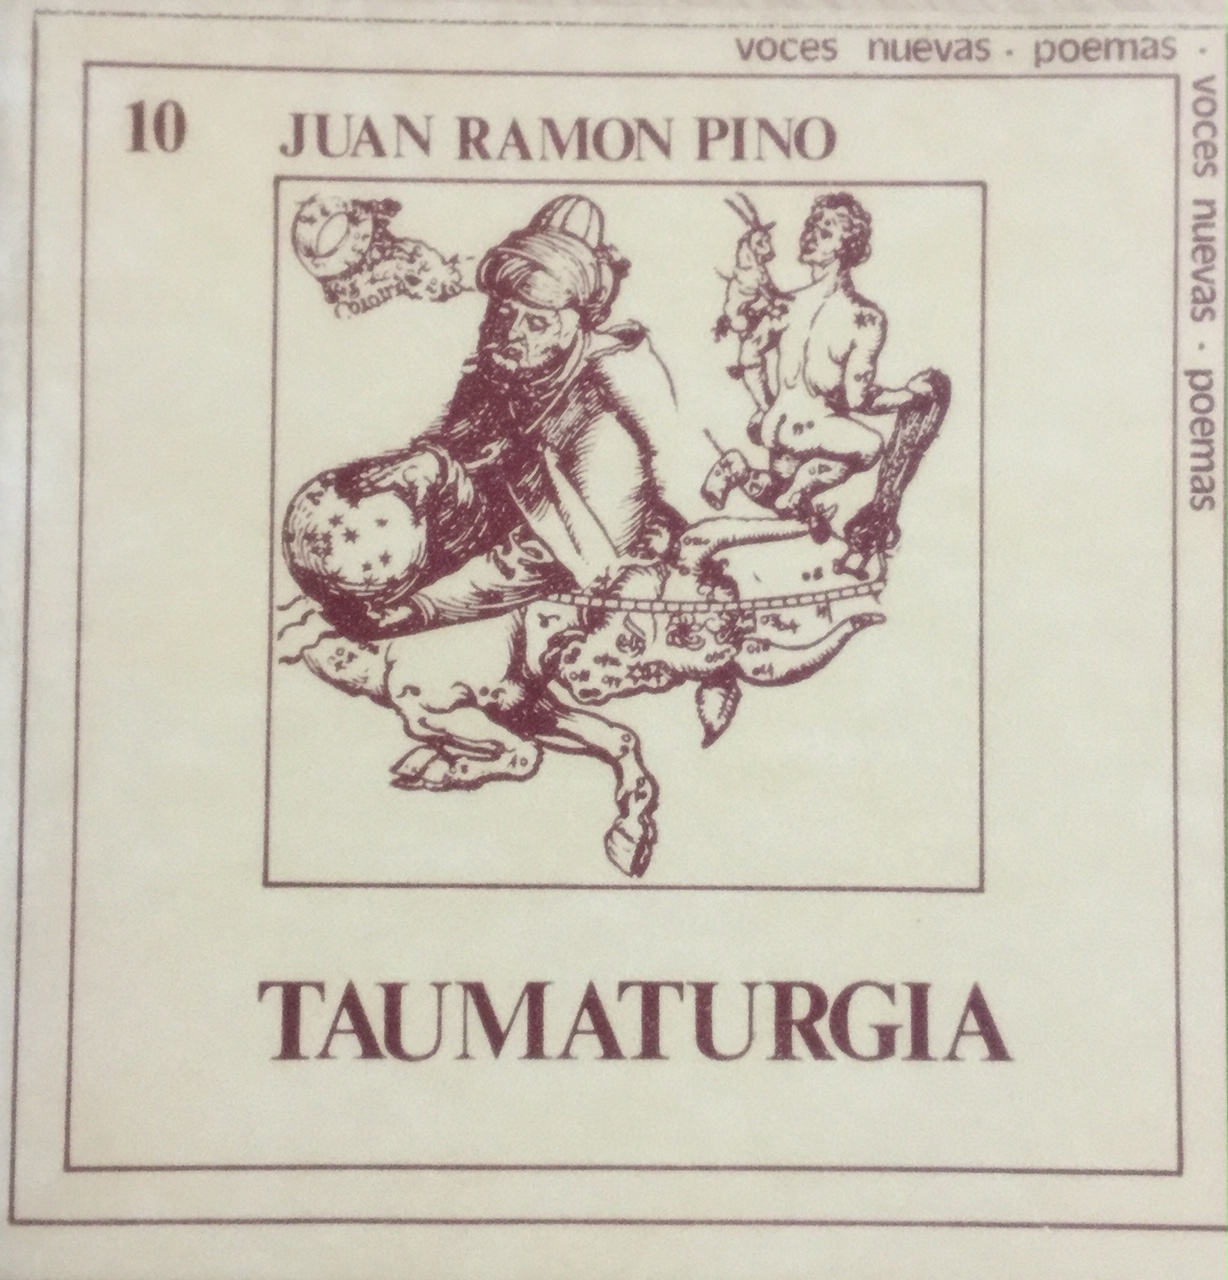 voces nuevas · poemas ·
voces nuevas · poemas
10 JUAN RAMON PINO
TAUMATURGIA